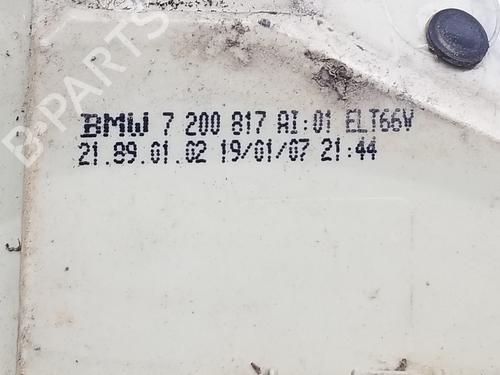 B-PARTS
BMW 7 200 817 AI:01 ELT66V
21.89.01.02 19/01/07 21:44